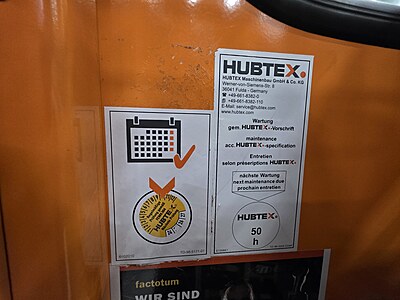 HUBTEX.
HUBTEX Maschinenbau GmbH & Co. KG
Werner-von-Siemens-Str. 8
36041 Fulda - Germany
☎ +49-661-8382-0
+49-661-8382-110
E-Mail: service@hubtex.com
www.hubtex.com
Wartung
gem. HUBTEX-Vorschrift
maintenance
acc. HUBTEX-specification
Entretien
selon préscriptions HUBTEX
nächste Wartung
next maintenance due
prochain entretien
HUBTEX
50
h
HUBTEX
factotum
WIR SIND